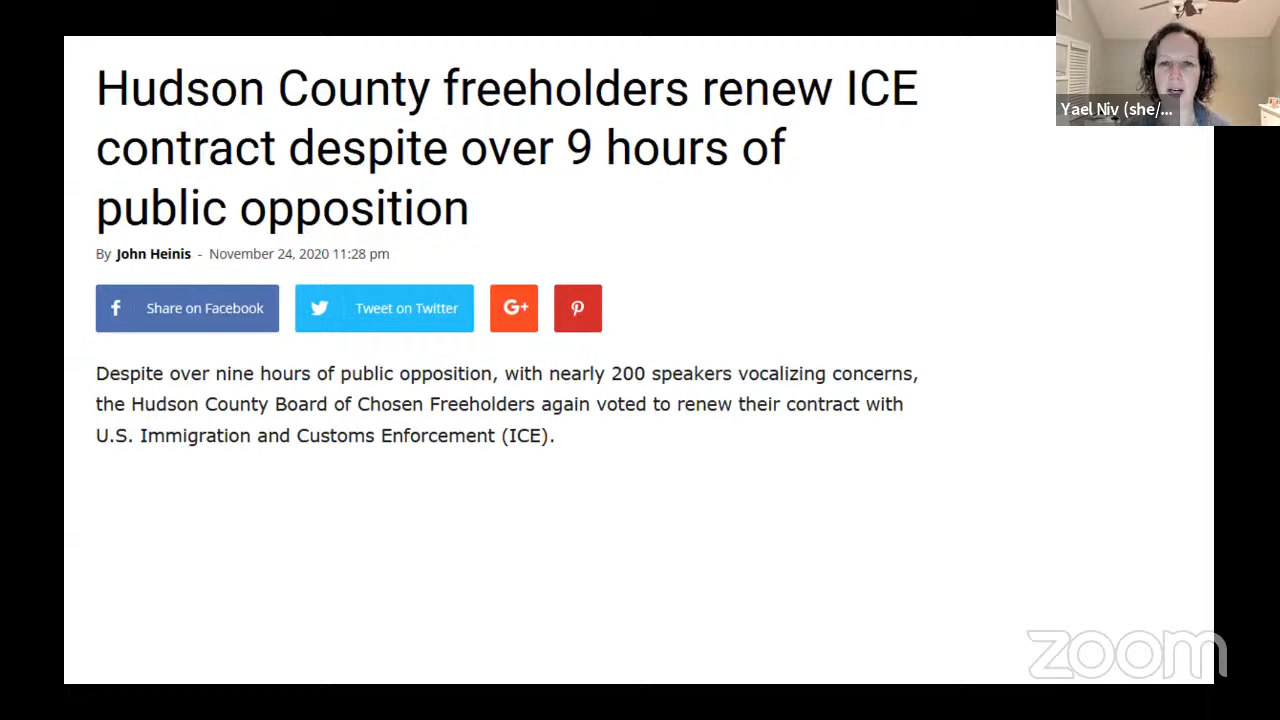 Hudson County freeholders renew ICE
contract despite over 9 hours of
public opposition
By John Heinis - November 24, 2020 11:28 pm
f Share on Facebook
Tweet on Twitter
G+
Despite over nine hours of public opposition, with nearly 200 speakers vocalizing concerns,
the Hudson County Board of Chosen Freeholders again voted to renew their contract with
U.S. Immigration and Customs Enforcement (ICE).
Yael Niv (she/...
zoom